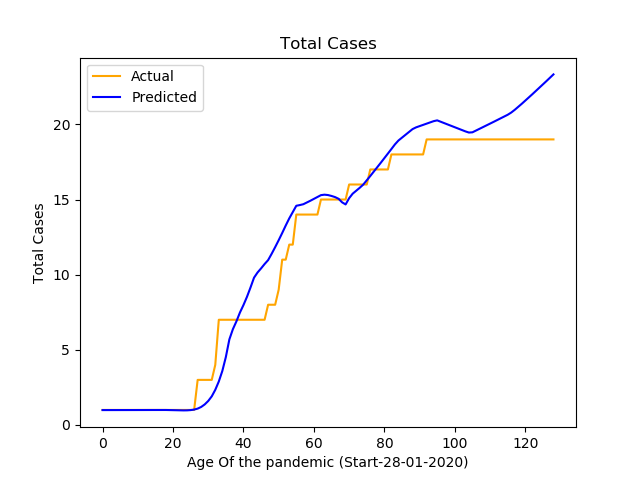 Total Cases
Actual
Predicted
Total Cases
20
15
10
5
0
0 20 40 60 80 100 120
Age Of the pandemic (Start-28-01-2020)